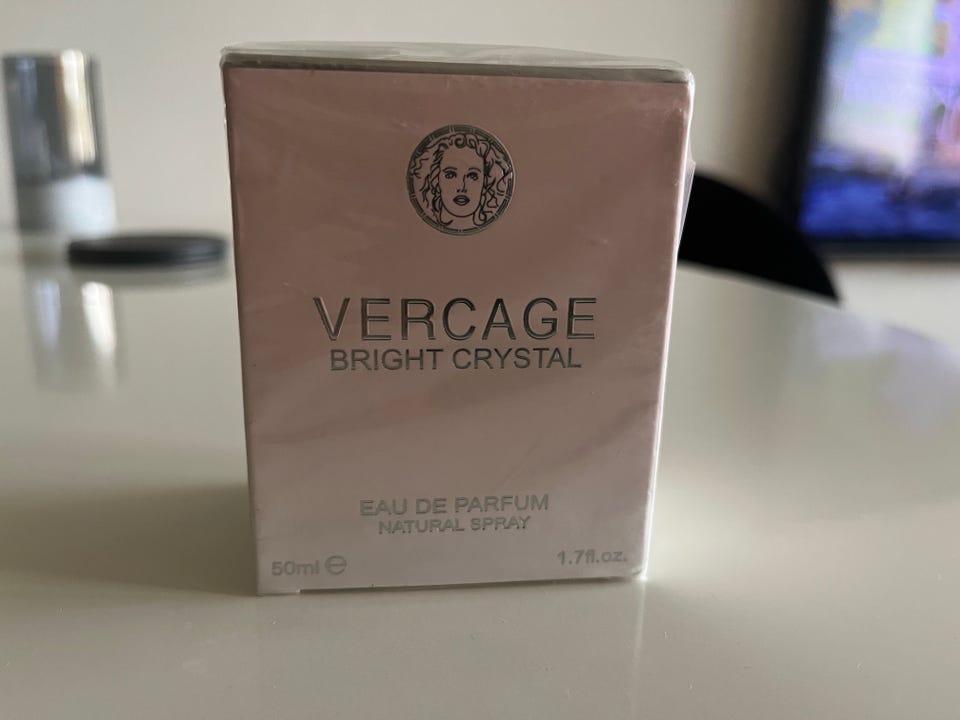 VERCAGE
BRIGHT CRYSTAL
EAU DE PARFUM
NATURAL SPRAY
50ml ℮ 1.7fl.oz.